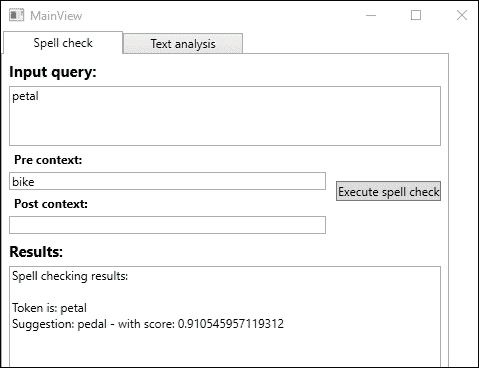 MainView
Spell check Text analysis
Input query:
petal
Pre context:
bike
Execute spell check
Post context:
Results:
Spell checking results:
Token is: petal
Suggestion: pedal - with score: 0.910545957119312